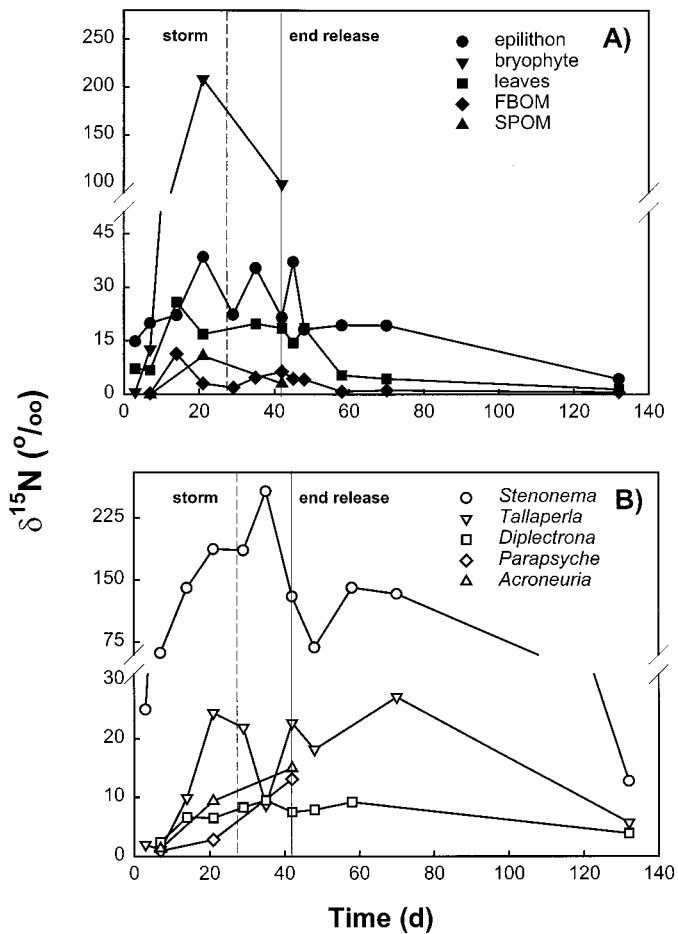 250
200
150
100
45
30
15
0
storm
end release
A)
epilithon
bryophyte
leaves
FBOM
SPOM
0 20 40 60 80 100 120 140
δ15N (o/oo)
225
150
75
30
20
10
0
storm
end release
B)
Stenonema
Tallaperla
Diplectrona
Parapsyche
Acroneuria
0 20 40 60 80 100 120 140
Time (d)